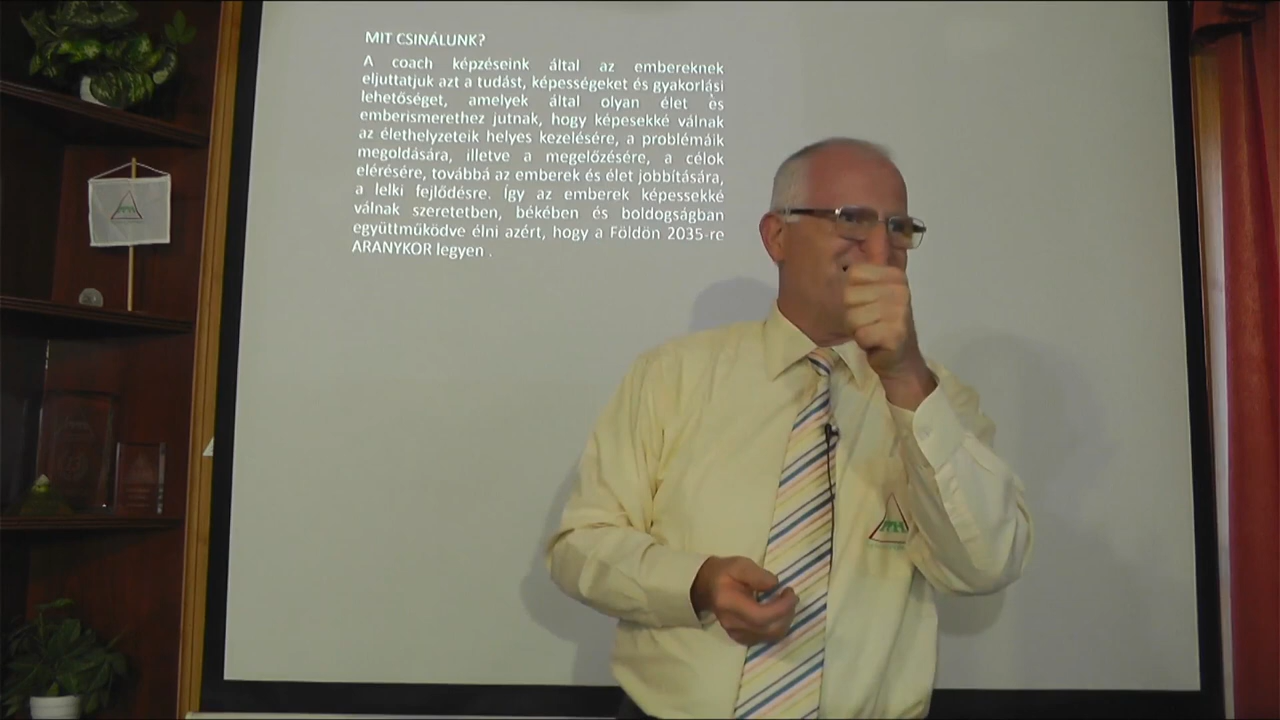 MIT CSINÁLUNK?
A coach képzéseink által az embereknek
eljuttatjuk azt a tudást, képességeket és gyakorlási
lehetőséget, amelyek által olyan élet és
emberismerethez jutnak, hogy képesekké válnak
az élethelyzeteik helyes kezelésére, a problémáik
megoldására, illetve a megelőzésére, a célok
elérésére, továbbá az emberek és élet jobbítására,
a lelki fejlődésre. Így az emberek képessekké
válnak szeretetben, békében és boldogságban
együttműködve élni azért, hogy a Földön 2035-re
ARANYKOR legyen .